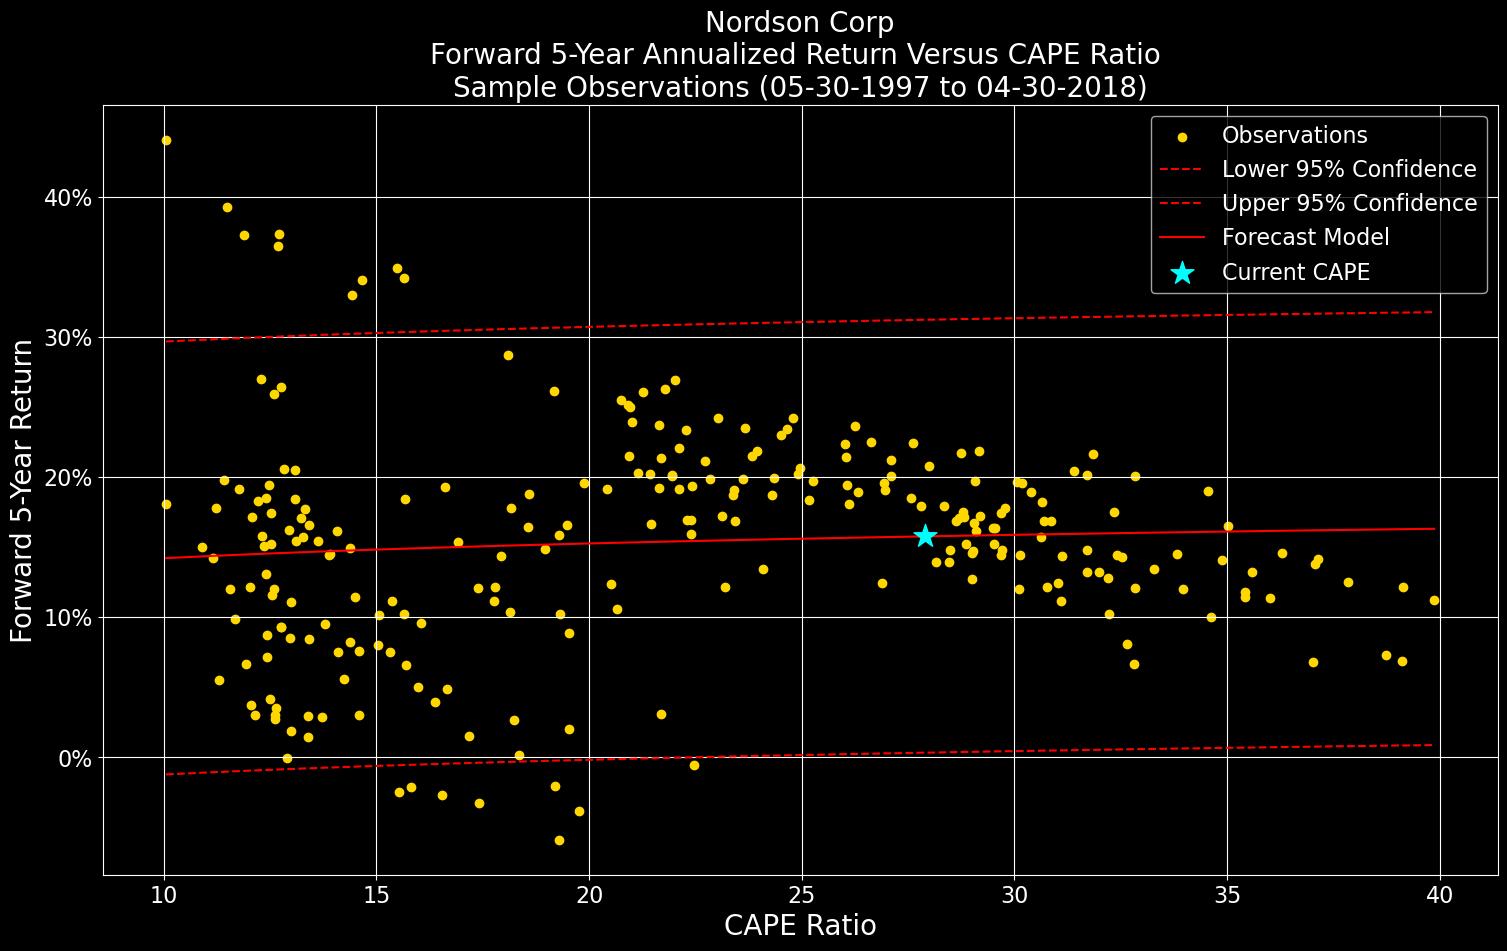 Nordson Corp
Forward 5-Year Annualized Return Versus CAPE Ratio
Sample Observations (05-30-1997 to 04-30-2018)
Observations
Lower 95% Confidence
Upper 95% Confidence
Forecast Model
Current CAPE
Forward 5-Year Return
40%
30%
20%
10%
0%
10
15
20
25
30
35
40
CAPE Ratio